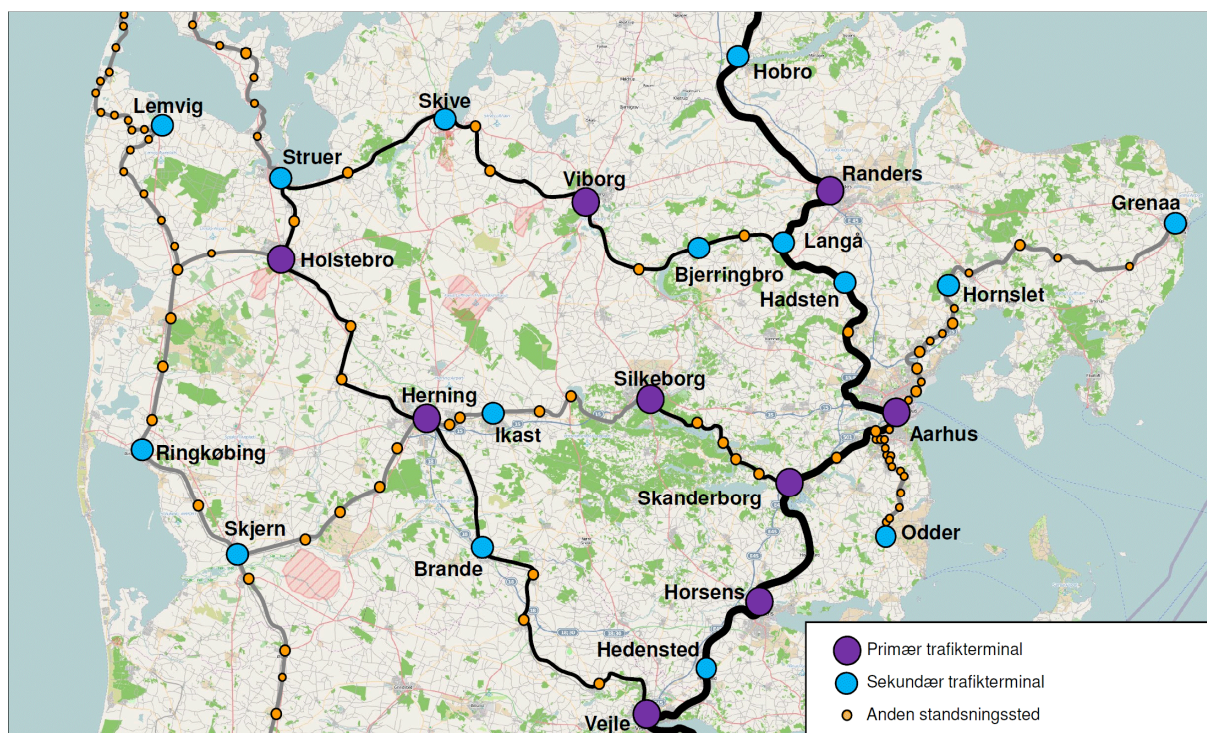 Hobro
Skive
Lemvig
Struer
Viborg
Randers
Grenaa
Langå
Holstebro
Bjerringbro
Hadsten
Hornslet
Silkeborg
Herning
Ikast
Aarhus
Ringkøbing
Skanderborg
Skjern
Odder
Brande
Horsens
Hedensted
Vejle
Primær trafikterminal
Sekundær trafikterminal
Anden standsningssted